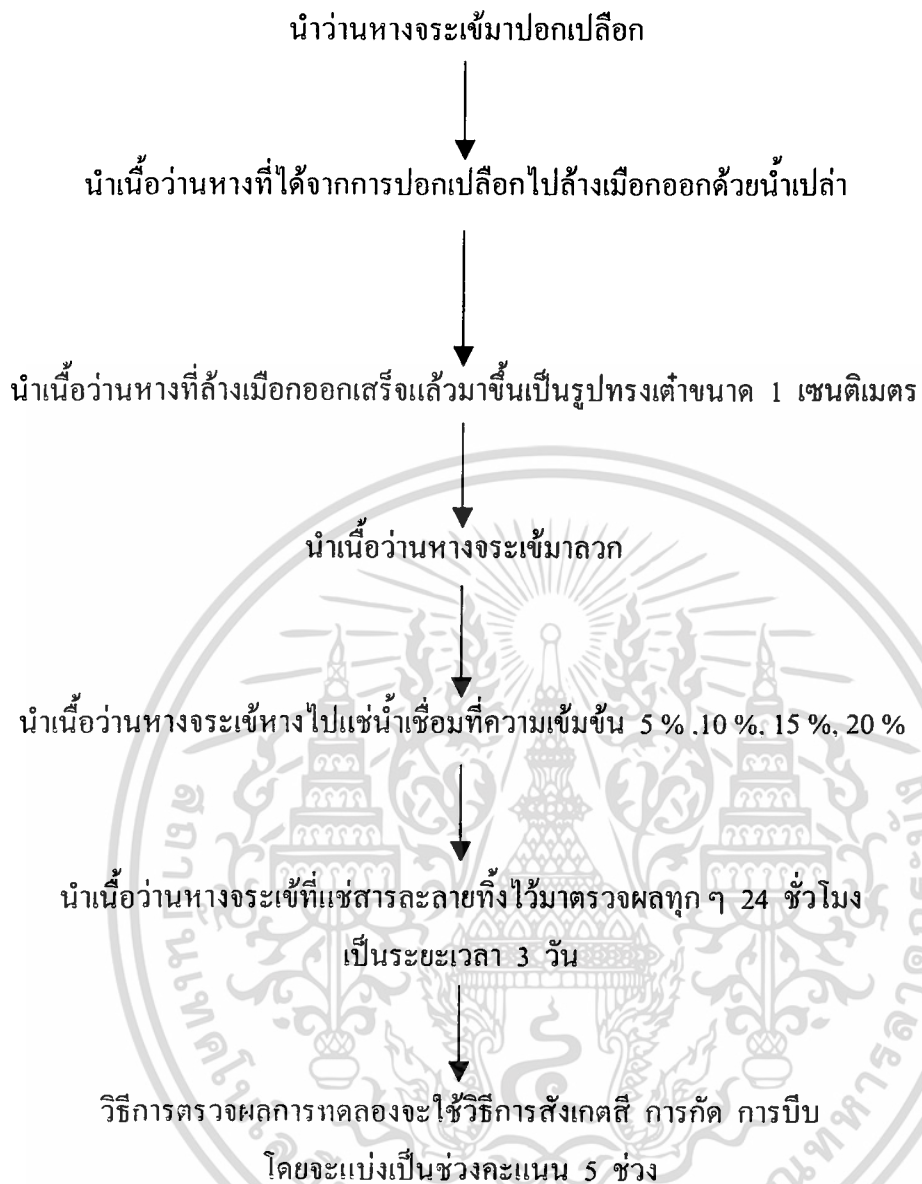 นำว่านหางจระเข้มาปอกเปลือก
นำเนื้อว่านหางที่ได้จากการปอกเปลือกไปล้างเมือกออกด้วยน้ำเปล่า
นำเนื้อว่านหางที่ล้างเมือกออกเสร็จแล้วมาขึ้นเป็นรูปทรงเต๋าขนาด 1 เซนติเมตร
นำเนื้อว่านหางจระเข้มาลวก
นำเนื้อว่านหางจระเข้หางไปแช่น้ำเชื่อมที่ความเข้มข้น 5 % ,10 %, 15 %, 20 %
นำเนื้อว่านหางจระเข้ที่แช่สารละลายทิ้งไว้มาตรวจผลทุก ๆ 24 ชั่วโมง
เป็นระยะเวลา 3 วัน
วิธีการตรวจผลการทดลองจะใช้วิธีการสังเกตสี การกัด การบีบ
โดยจะแบ่งเป็นช่วงคะแนน 5 ช่วง